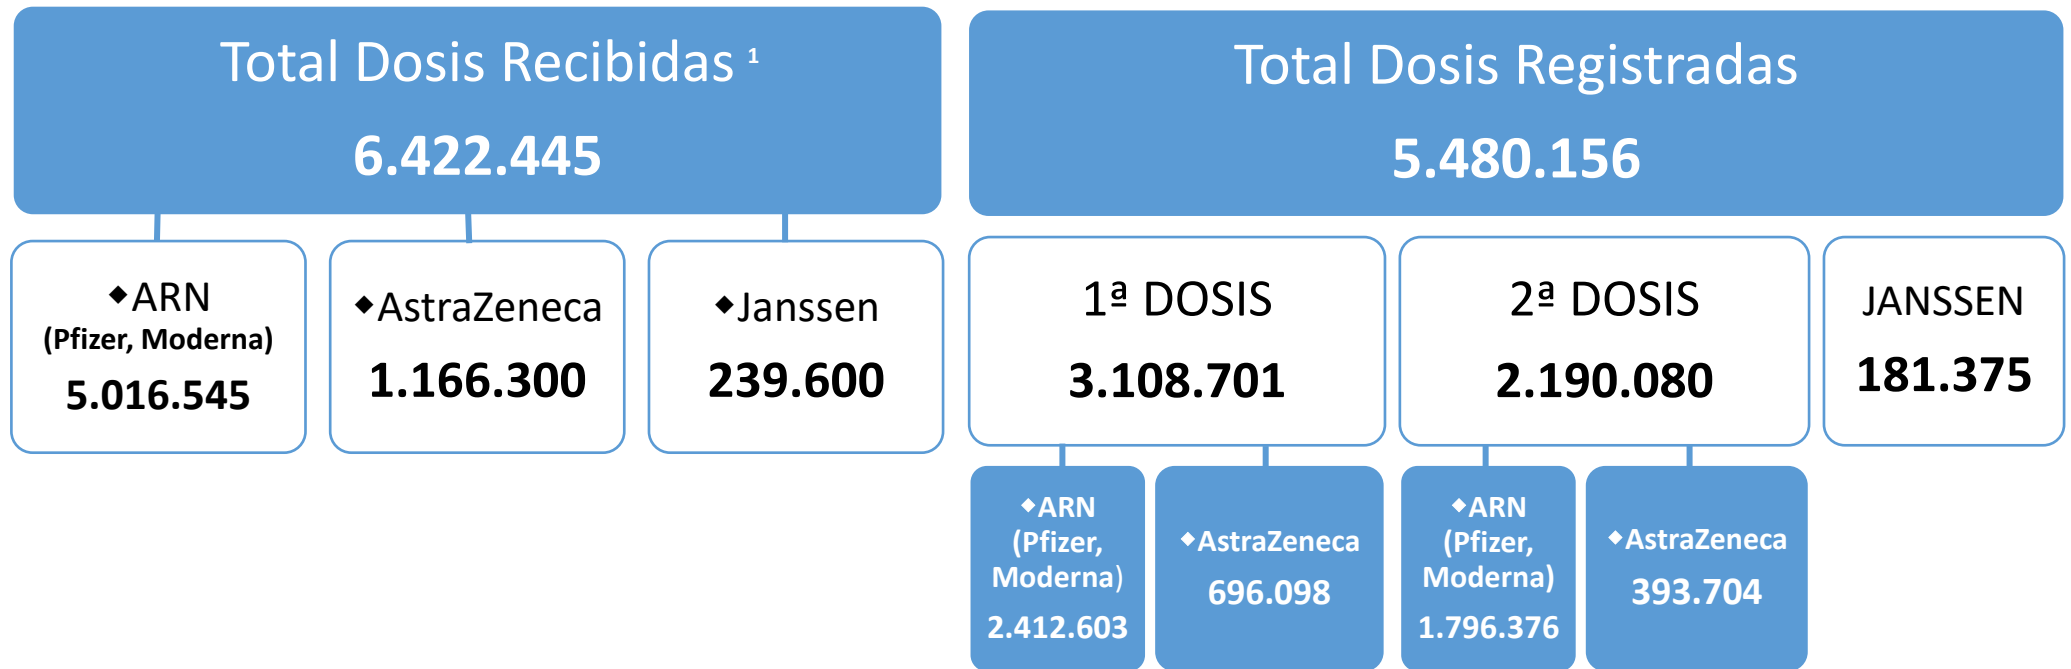 Total Dosis Recibidas ¹
6.422.445
◆ARN
(Pfizer, Moderna)
5.016.545
◆AstraZeneca
1.166.300
◆Janssen
239.600
Total Dosis Registradas
5.480.156
1ª DOSIS
3.108.701
2ª DOSIS
2.190.080
JANSSEN
181.375
◆ARN
(Pfizer,
Moderna)
2.412.603
◆AstraZeneca
696.098
◆ARN
(Pfizer,
Moderna)
1.796.376
◆AstraZeneca
393.704